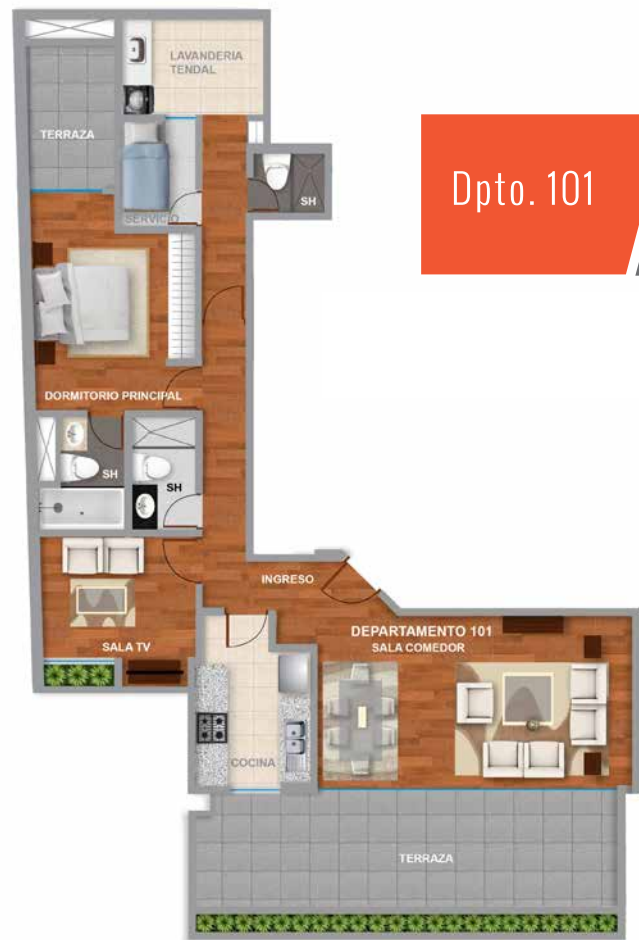 LAVANDERIA
TENDAL
TERRAZA
Dpto. 101
SH
SERVICIO
DORMITORIO PRINCIPAL
SH
SH
INGRESO
DEPARTAMENTO 101
SALA COMEDOR
SALA TV
COCINA
TERRAZA